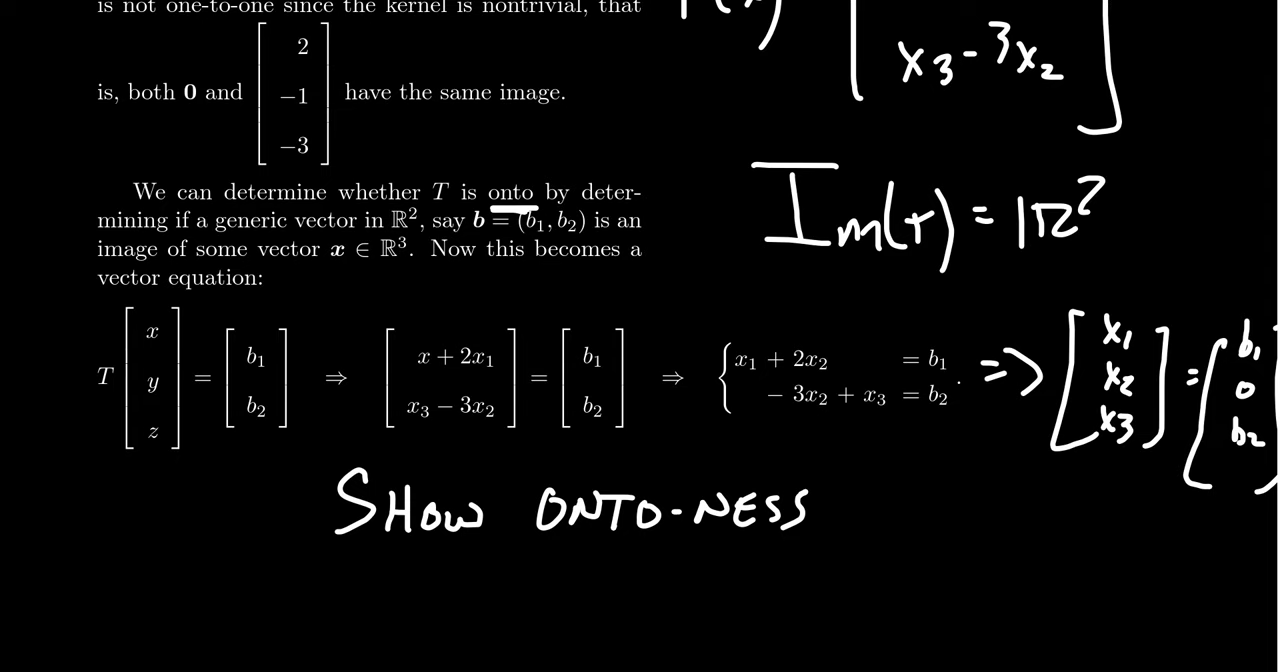 is not one-to-one since the kernel is nontrivial, that
is, both 0 and [2 −1 −3] have the same image.
x3 - 3x2
We can determine whether T is onto by deter-
mining if a generic vector in ℝ², say b = (b₁, b₂) is an
image of some vector x ∈ ℝ³. Now this becomes a
vector equation:
Im(T) = ℝ²
T [x y z] = [b₁ b₂] ⇒ [x + 2x₁ x₃ − 3x₂] = [b₁ b₂] ⇒ { x₁ + 2x₂ = b₁ − 3x₂ + x₃ = b₂ . => [x1 x2 x3] = [b1 0 b2]
SHOW ONTO-NESS